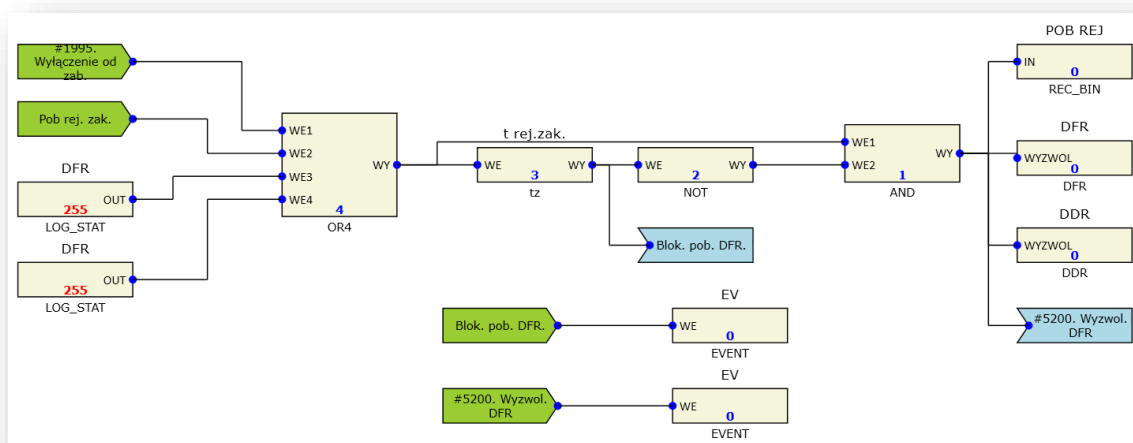 POB REJ
#1995.
Wyłączenie od
zab.
IN
0
REC_BIN
Pob rej. zak.
WE1
WE2
WE3
WE4
WY
4
OR4
t rej.zak.
WE
WY
3
tz
WE
WY
2
NOT
WE1
WE2
WY
1
AND
DFR
WYZWOL
0
DFR
DFR
OUT
255
LOG_STAT
DDR
WYZWOL
0
DDR
Blok. pob. DFR.
DFR
OUT
255
LOG_STAT
#5200. Wyzwol.
DFR
EV
Blok. pob. DFR.
WE
0
EVENT
EV
#5200. Wyzwol.
DFR
WE
0
EVENT